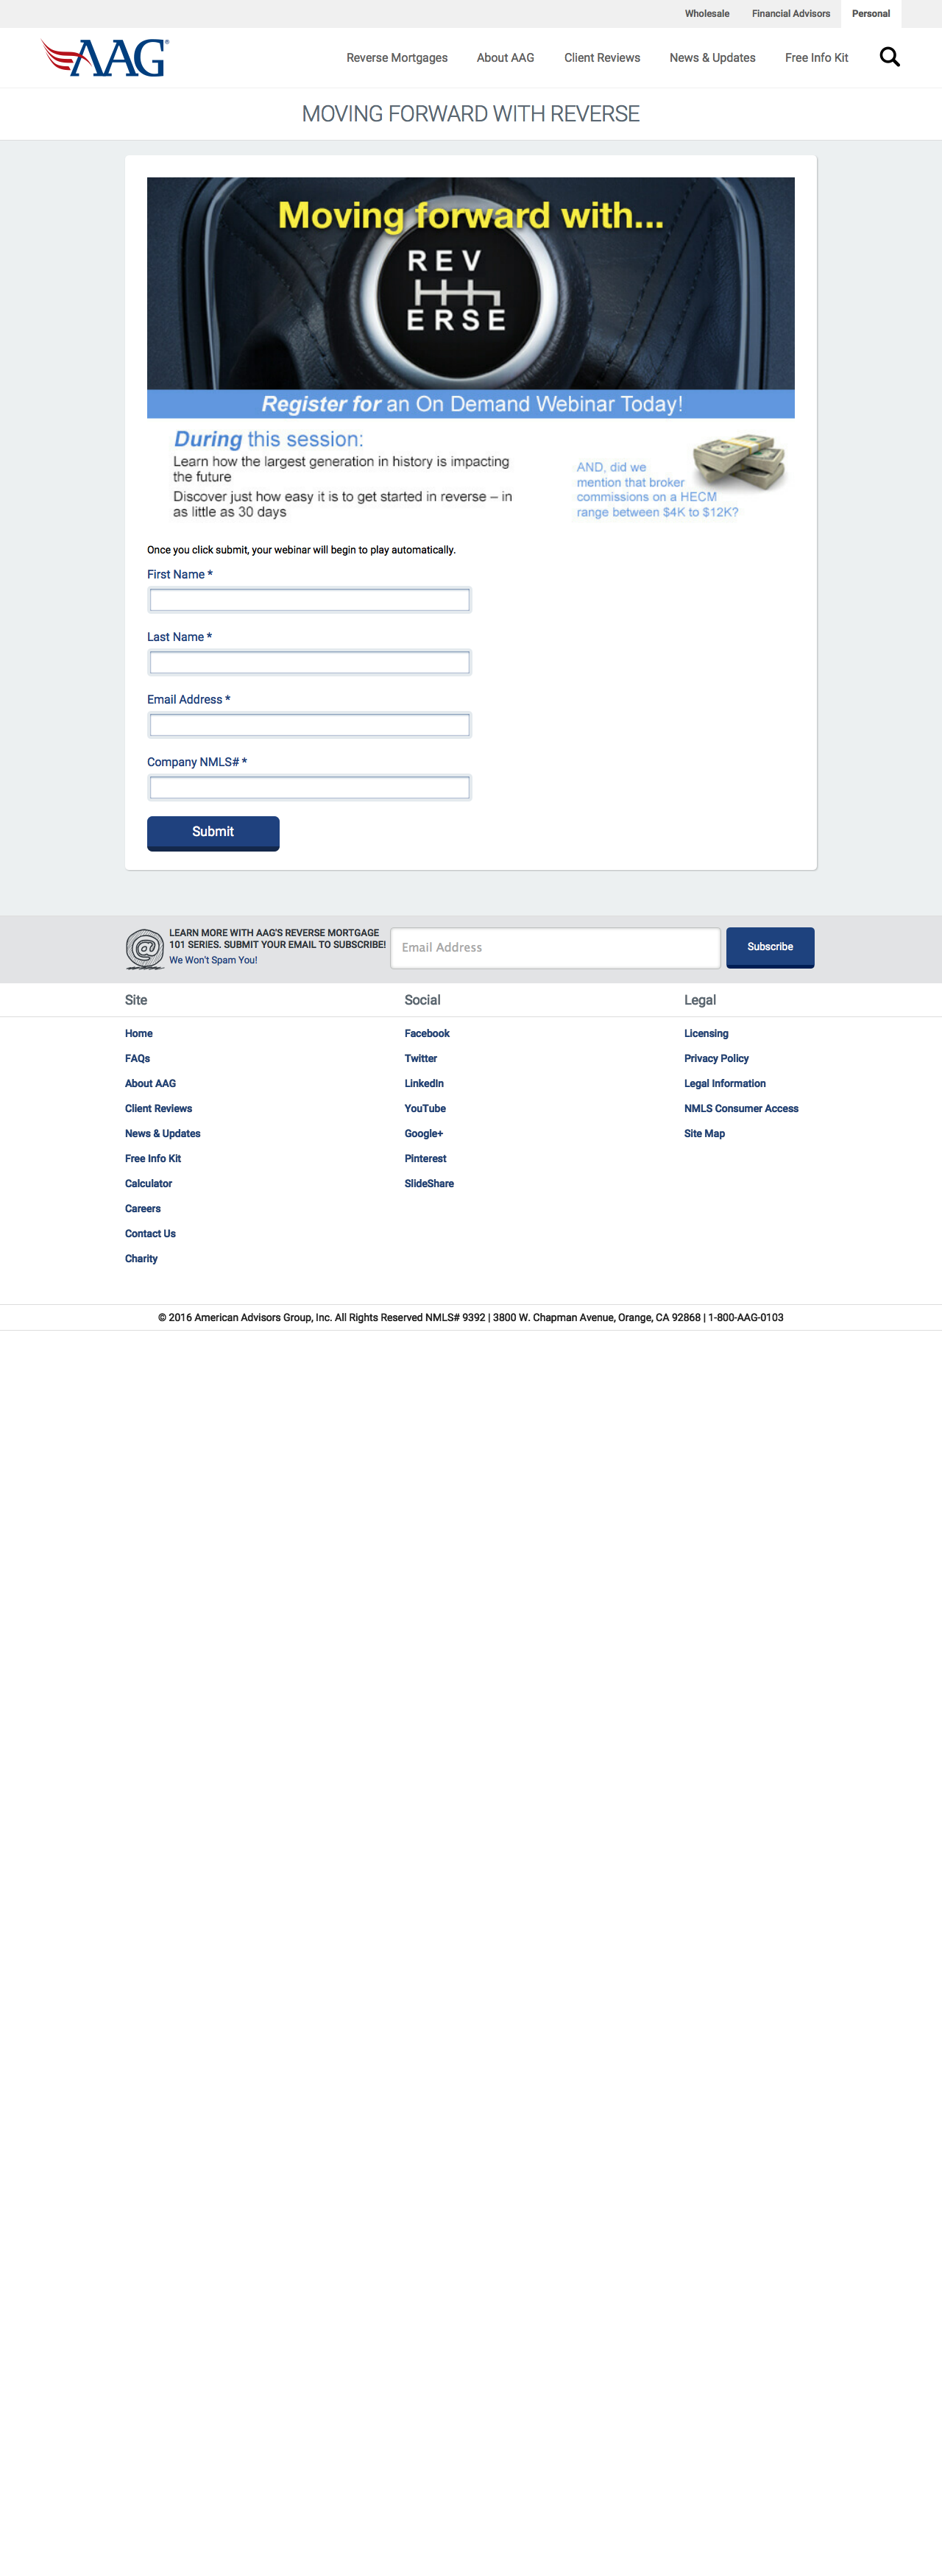 Wholesale Financial Advisors Personal
AAG®
Reverse Mortgages About AAG Client Reviews News & Updates Free Info Kit
MOVING FORWARD WITH REVERSE
Moving forward with...
REV
ERSE
Register for an On Demand Webinar Today!
During this session:
Learn how the largest generation in history is impacting
the future
Discover just how easy it is to get started in reverse – in
as little as 30 days
AND, did we
mention that broker
commissions on a HECM
range between $4K to $12K?
Once you click submit, your webinar will begin to play automatically.
First Name *
Last Name *
Email Address *
Company NMLS# *
Submit
LEARN MORE WITH AAG'S REVERSE MORTGAGE
101 SERIES. SUBMIT YOUR EMAIL TO SUBSCRIBE!
We Won't Spam You!
Email Address
Subscribe
Site
Home
FAQs
About AAG
Client Reviews
News & Updates
Free Info Kit
Calculator
Careers
Contact Us
Charity
Social
Facebook
Twitter
LinkedIn
YouTube
Google+
Pinterest
SlideShare
Legal
Licensing
Privacy Policy
Legal Information
NMLS Consumer Access
Site Map
© 2016 American Advisors Group, Inc. All Rights Reserved NMLS# 9392 | 3800 W. Chapman Avenue, Orange, CA 92868 | 1-800-AAG-0103